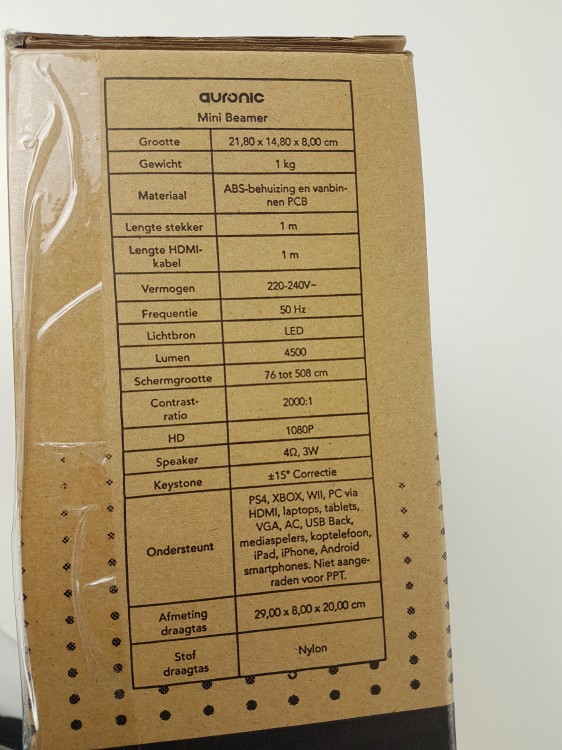 auronic
Mini Beamer
Grootte 21,80 x 14,80 x 8,00 cm
Gewicht 1 kg
Materiaal ABS-behuizing en vanbin-
nen PCB
Lengte stekker 1 m
Lengte HDMI-
kabel 1 m
Vermogen 220-240V~
Frequentie 50 Hz
Lichtbron LED
Lumen 4500
Schermgrootte 76 tot 508 cm
Contrast-
ratio 2000:1
HD 1080P
Speaker 4Ω, 3W
Keystone ±15° Correctie
Ondersteunt PS4, XBOX, WII, PC via
HDMI, laptops, tablets,
VGA, AC, USB Back,
mediaspelers, koptelefoon,
iPad, iPhone, Android
smartphones. Niet aange-
raden voor PPT.
Afmeting
draagtas 29,00 x 8,00 x 20,00 cm
Stof
draagtas Nylon